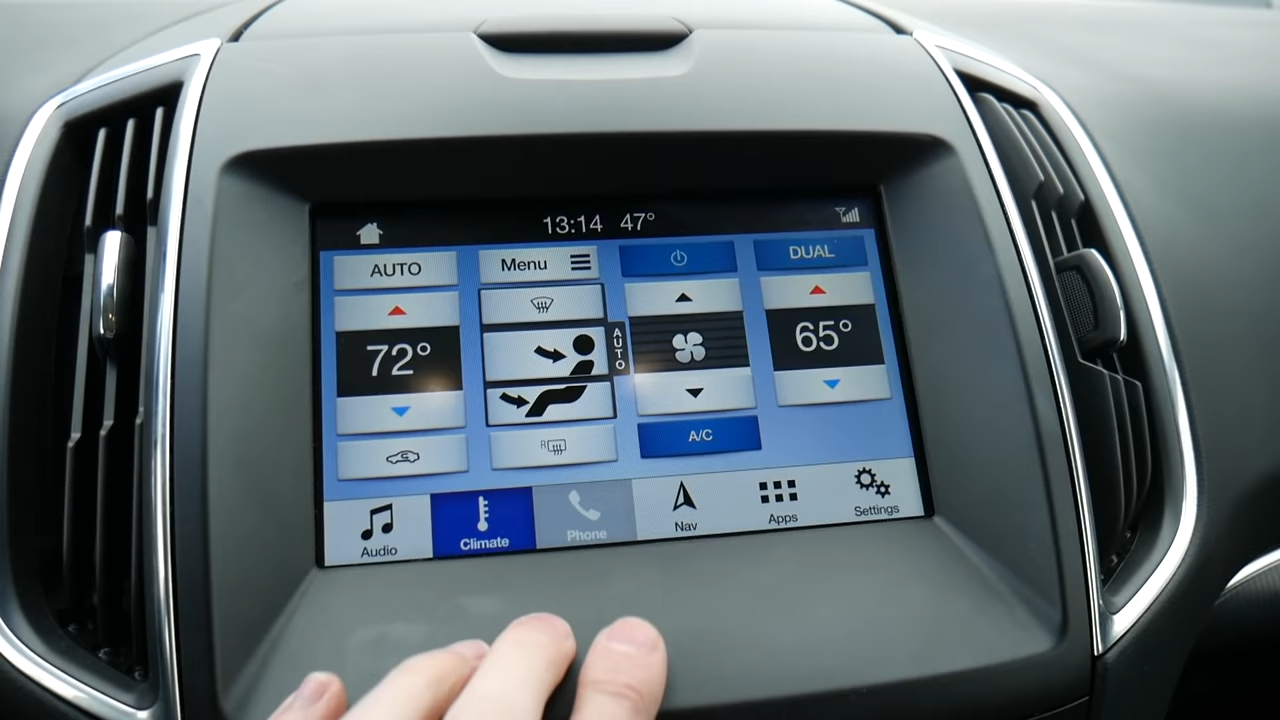 13:14 47°
AUTO
Menu
DUAL
72°
AUTO
65°
R
A/C
Audio
Climate
Phone
Nav
Apps
Settings